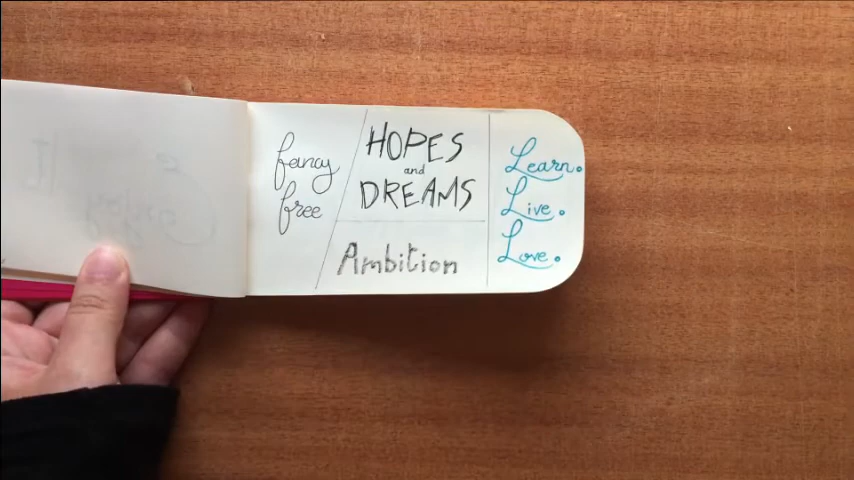 fancy
free
HOPES
and
DREAMS
Ambition
Learn.
Live.
Love.